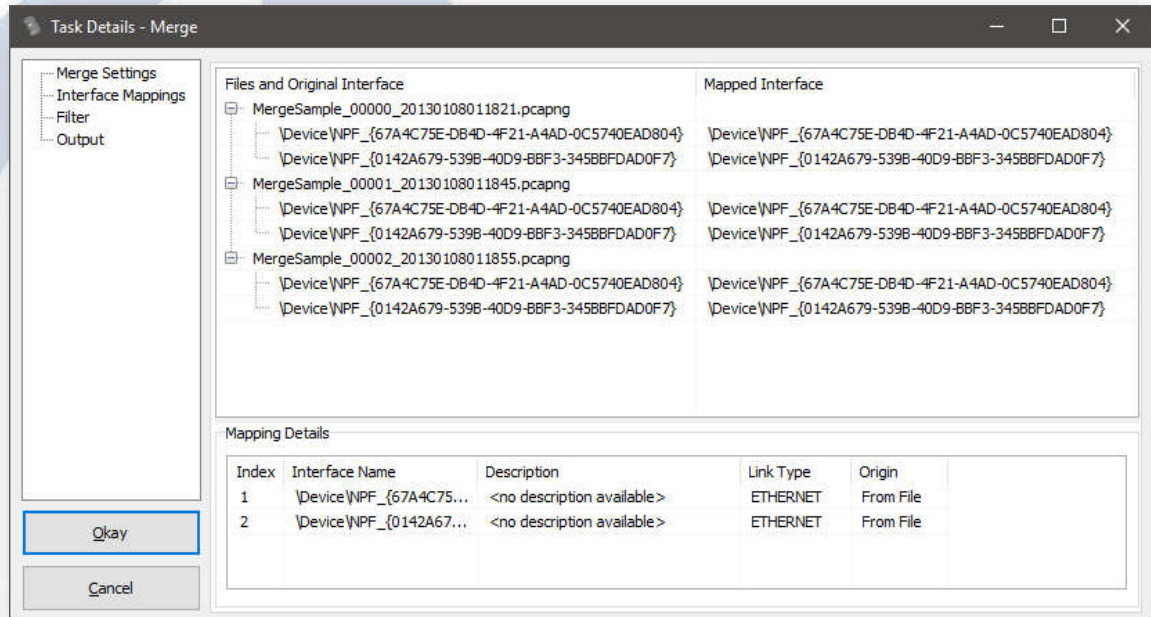 Task Details - Merge
Merge Settings
Interface Mappings
Filter
Output
Okay
Cancel
Files and Original Interface Mapped Interface
MergeSample_00000_20130108011821.pcapng
\Device\NPF_{67A4C75E-DB4D-4F21-A4AD-0C5740EAD804} \Device\NPF_{67A4C75E-DB4D-4F21-A4AD-0C5740EAD804}
\Device\NPF_{0142A679-539B-40D9-BBF3-345BBFDAD0F7} \Device\NPF_{0142A679-539B-40D9-BBF3-345BBFDAD0F7}
MergeSample_00001_20130108011845.pcapng
\Device\NPF_{67A4C75E-DB4D-4F21-A4AD-0C5740EAD804} \Device\NPF_{67A4C75E-DB4D-4F21-A4AD-0C5740EAD804}
\Device\NPF_{0142A679-539B-40D9-BBF3-345BBFDAD0F7} \Device\NPF_{0142A679-539B-40D9-BBF3-345BBFDAD0F7}
MergeSample_00002_20130108011855.pcapng
\Device\NPF_{67A4C75E-DB4D-4F21-A4AD-0C5740EAD804} \Device\NPF_{67A4C75E-DB4D-4F21-A4AD-0C5740EAD804}
\Device\NPF_{0142A679-539B-40D9-BBF3-345BBFDAD0F7} \Device\NPF_{0142A679-539B-40D9-BBF3-345BBFDAD0F7}
Mapping Details
Index Interface Name Description Link Type Origin
1 \Device\NPF_{67A4C75... <no description available> ETHERNET From File
2 \Device\NPF_{0142A67... <no description available> ETHERNET From File